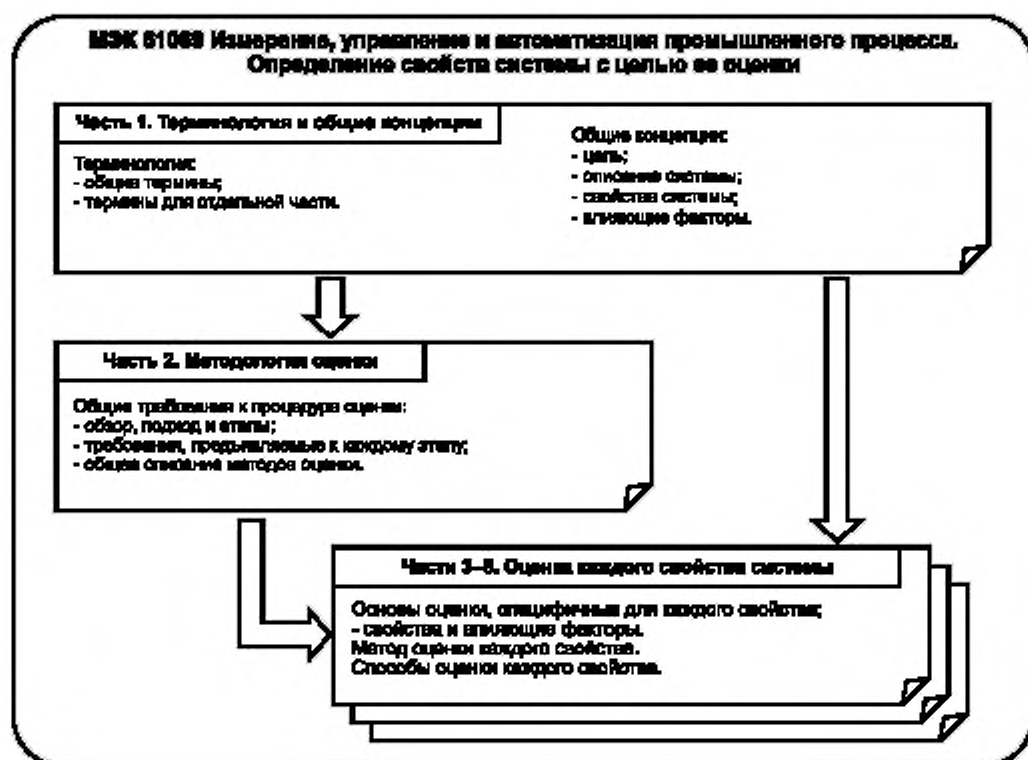 МЭК 61069 Измерение, управление и автоматизация промышленного процесса.
Определение свойств системы с целью ее оценки
Часть 1. Терминология и общие концепции
Терминология:
- общие термины;
- термины для отдельной части.
Общие концепции:
- цель;
- описание системы;
- свойства системы;
- влияющие факторы.
Часть 2. Методология оценки
Общие требования к процедуре оценки:
- обзор, подход и этапы;
- требования, предъявляемые к каждому этапу;
- общее описание методов оценки.
Части 3–8. Оценка каждого свойства системы
Основы оценки, специфичные для каждого свойства;
- свойства и влияющие факторы.
Метод оценки каждого свойства.
Способы оценки каждого свойства.